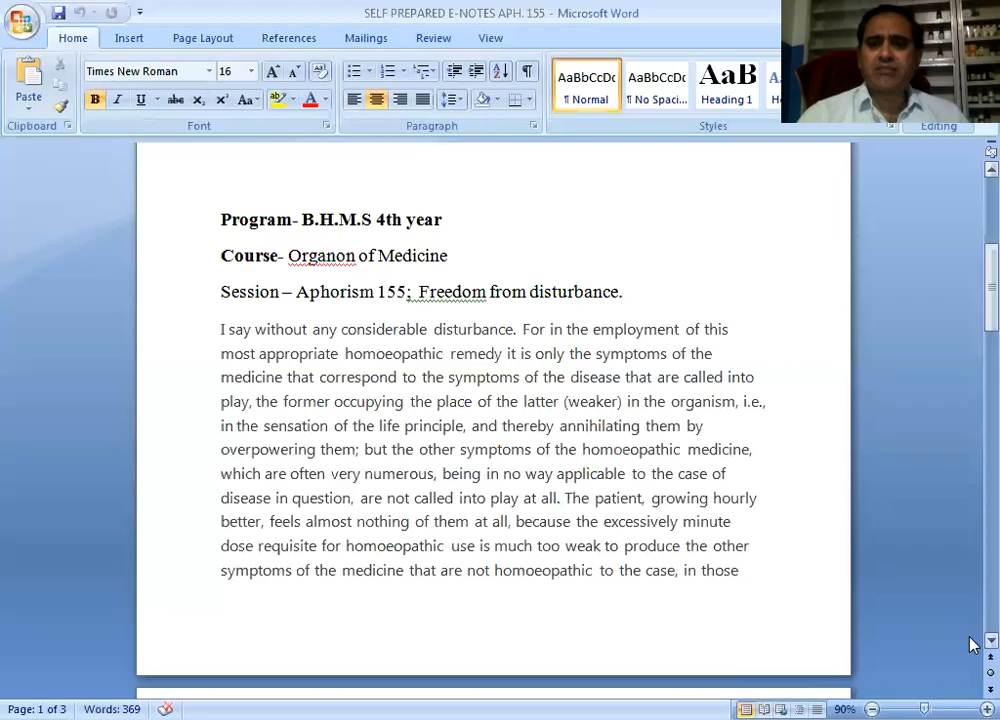 SELF PREPARED E-NOTES APH. 155 - Microsoft Word
Home Insert Page Layout References Mailings Review View
Times New Roman 16
AaBbCcDc AaBbCcDc AaB
Paste
B I U abc X₂ X² Aa A
¶ Normal ¶ No Spaci... Heading 1
Clipboard Font Paragraph Styles Editing
Program- B.H.M.S 4th year
Course- Organon of Medicine
Session – Aphorism 155; Freedom from disturbance.
I say without any considerable disturbance. For in the employment of this
most appropriate homoeopathic remedy it is only the symptoms of the
medicine that correspond to the symptoms of the disease that are called into
play, the former occupying the place of the latter (weaker) in the organism, i.e.,
in the sensation of the life principle, and thereby annihilating them by
overpowering them; but the other symptoms of the homoeopathic medicine,
which are often very numerous, being in no way applicable to the case of
disease in question, are not called into play at all. The patient, growing hourly
better, feels almost nothing of them at all, because the excessively minute
dose requisite for homoeopathic use is much too weak to produce the other
symptoms of the medicine that are not homoeopathic to the case, in those
Page: 1 of 3 Words: 369 90%